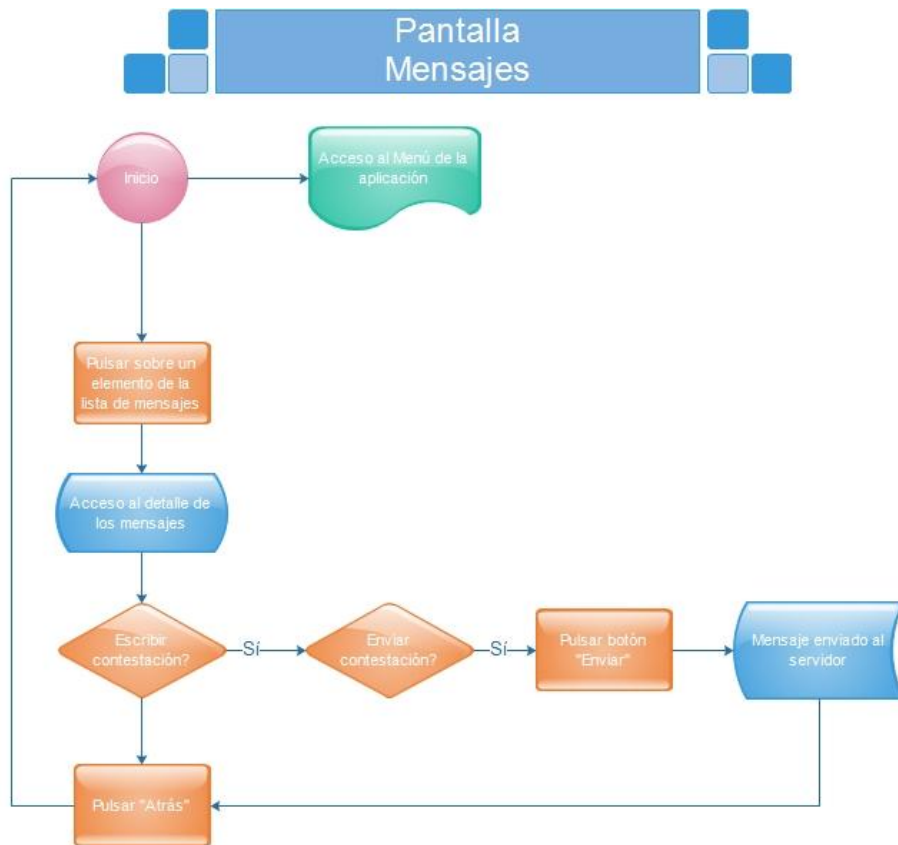 Pantalla
Mensajes
Inicio
Acceso al Menú de la
aplicación
Pulsar sobre un
elemento de la
lista de mensajes
Acceso al detalle de
los mensajes
Escribir
contestación?
Sí
Enviar
contestación?
Sí
Pulsar botón
"Enviar"
Mensaje enviado al
servidor
Pulsar "Atrás"